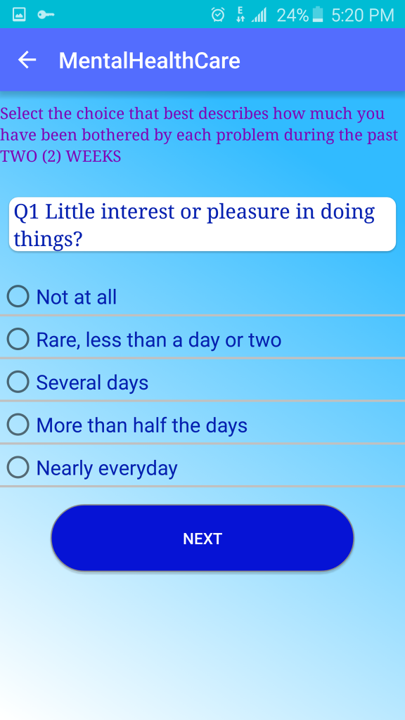 E 24% 5:20 PM
MentalHealthCare
Select the choice that best describes how much you
have been bothered by each problem during the past
TWO (2) WEEKS
Q1 Little interest or pleasure in doing
things?
Not at all
Rare, less than a day or two
Several days
More than half the days
Nearly everyday
NEXT